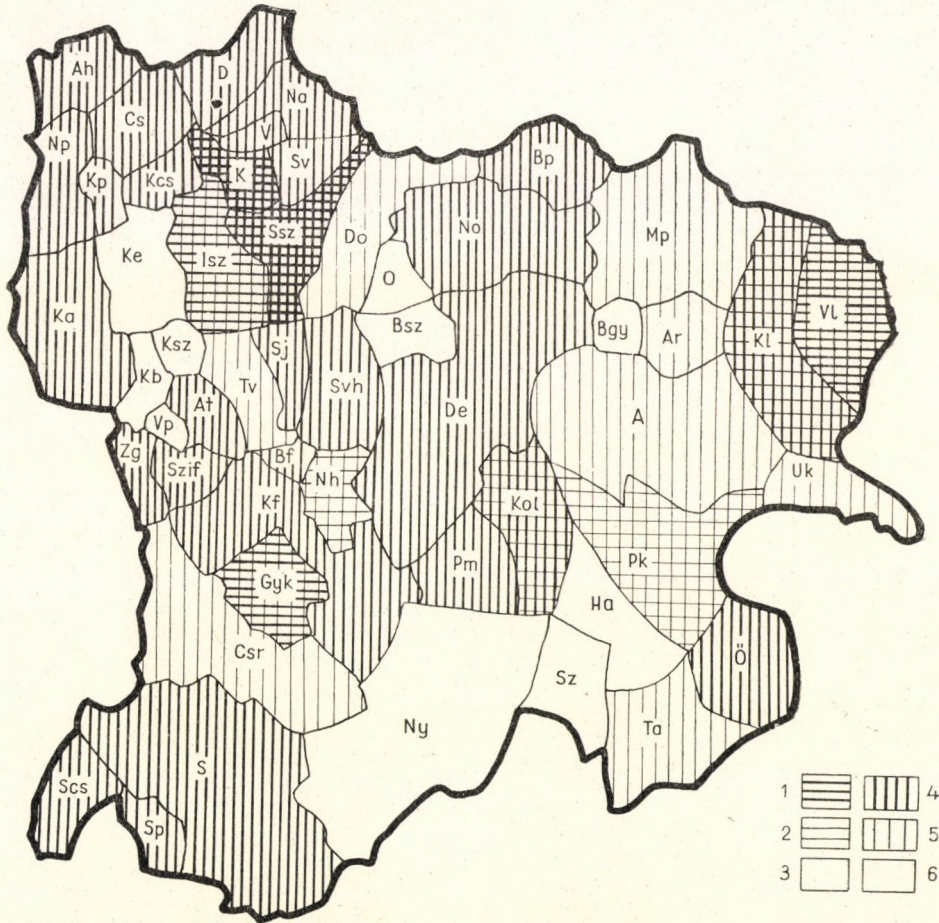 Ah
D
Cs
Na
Np
V
Sv
Bp
Kp
Kcs
K
Ssz
Do
No
Mp
Ke
Isz
O
Ka
Bsz
Bgy
Ar
Kl
Vl
Ksz
Sj
Kb
Tv
Svh
At
De
A
Vp
Zg
Szif
Bf
Nh
Uk
Kf
Kol
Gyk
Pm
Pk
Ha
Csr
Ö
Sz
Ny
Ta
S
Scs
Sp
1 4
2 5
3 6